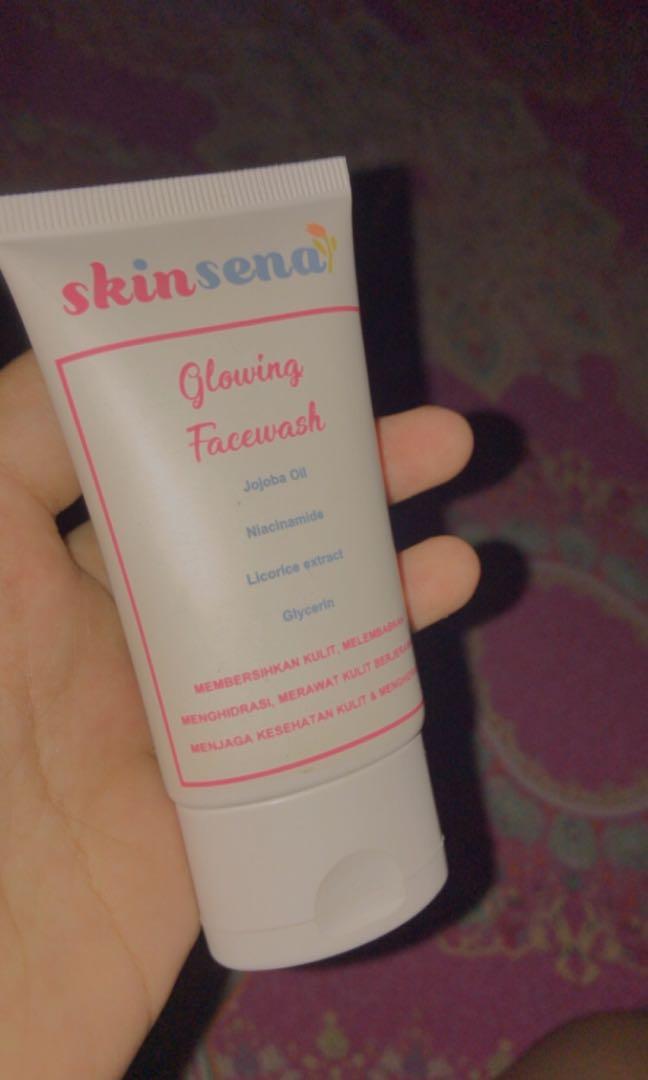 skinsena
Glowing
Facewash
Jojoba Oil
Niacinamide
Licorice extract
Glycerin
MEMBERSIHKAN KULIT, MELEMBABKAN
MENGHIDRASI, MERAWAT KULIT
MENJAGA KESEHATAN KULIT &